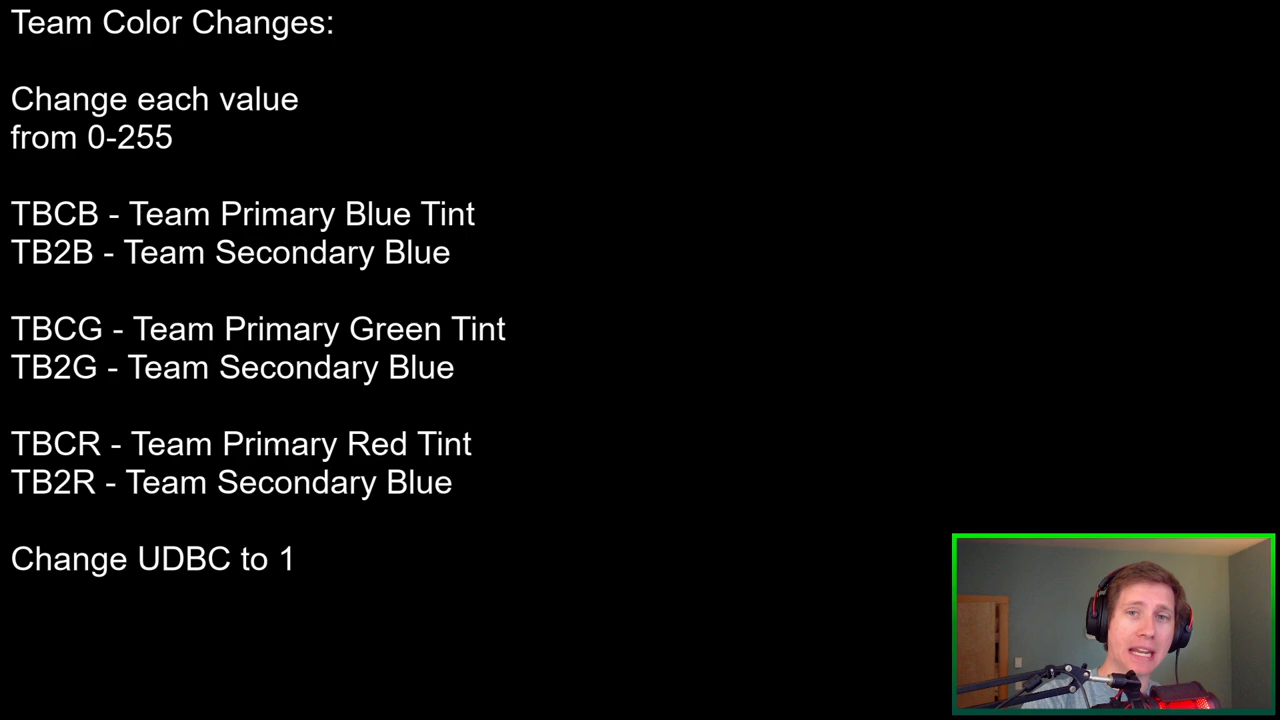 Team Color Changes:
Change each value
from 0-255
TBCB - Team Primary Blue Tint
TB2B - Team Secondary Blue
TBCG - Team Primary Green Tint
TB2G - Team Secondary Blue
TBCR - Team Primary Red Tint
TB2R - Team Secondary Blue
Change UDBC to 1